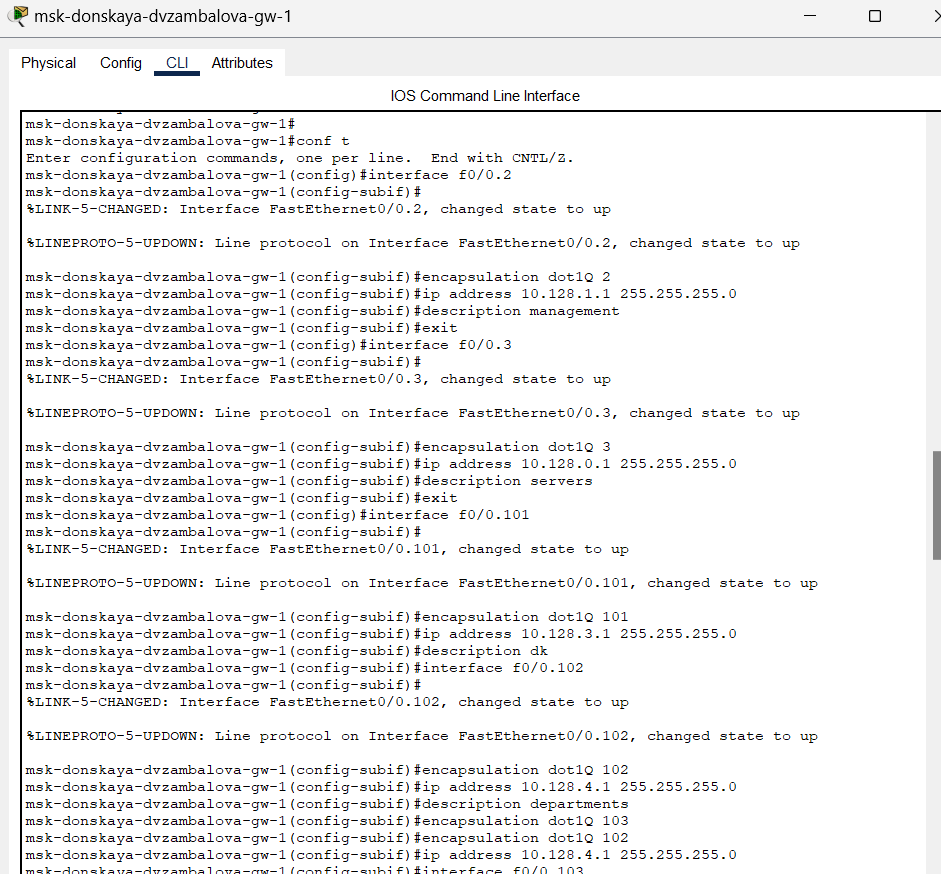 msk-donskaya-dvzambalova-gw-1
Physical Config CLI Attributes
IOS Command Line Interface
msk-donskaya-dvzambalova-gw-1#
msk-donskaya-dvzambalova-gw-1#conf t
Enter configuration commands, one per line.  End with CNTL/Z.
msk-donskaya-dvzambalova-gw-1(config)#interface f0/0.2
msk-donskaya-dvzambalova-gw-1(config-subif)#
%LINK-5-CHANGED: Interface FastEthernet0/0.2, changed state to up
%LINEPROTO-5-UPDOWN: Line protocol on Interface FastEthernet0/0.2, changed state to up
msk-donskaya-dvzambalova-gw-1(config-subif)#encapsulation dot1Q 2
msk-donskaya-dvzambalova-gw-1(config-subif)#ip address 10.128.1.1 255.255.255.0
msk-donskaya-dvzambalova-gw-1(config-subif)#description management
msk-donskaya-dvzambalova-gw-1(config-subif)#exit
msk-donskaya-dvzambalova-gw-1(config)#interface f0/0.3
msk-donskaya-dvzambalova-gw-1(config-subif)#
%LINK-5-CHANGED: Interface FastEthernet0/0.3, changed state to up
%LINEPROTO-5-UPDOWN: Line protocol on Interface FastEthernet0/0.3, changed state to up
msk-donskaya-dvzambalova-gw-1(config-subif)#encapsulation dot1Q 3
msk-donskaya-dvzambalova-gw-1(config-subif)#ip address 10.128.0.1 255.255.255.0
msk-donskaya-dvzambalova-gw-1(config-subif)#description servers
msk-donskaya-dvzambalova-gw-1(config-subif)#exit
msk-donskaya-dvzambalova-gw-1(config)#interface f0/0.101
msk-donskaya-dvzambalova-gw-1(config-subif)#
%LINK-5-CHANGED: Interface FastEthernet0/0.101, changed state to up
%LINEPROTO-5-UPDOWN: Line protocol on Interface FastEthernet0/0.101, changed state to up
msk-donskaya-dvzambalova-gw-1(config-subif)#encapsulation dot1Q 101
msk-donskaya-dvzambalova-gw-1(config-subif)#ip address 10.128.3.1 255.255.255.0
msk-donskaya-dvzambalova-gw-1(config-subif)#description dk
msk-donskaya-dvzambalova-gw-1(config-subif)#interface f0/0.102
msk-donskaya-dvzambalova-gw-1(config-subif)#
%LINK-5-CHANGED: Interface FastEthernet0/0.102, changed state to up
%LINEPROTO-5-UPDOWN: Line protocol on Interface FastEthernet0/0.102, changed state to up
msk-donskaya-dvzambalova-gw-1(config-subif)#encapsulation dot1Q 102
msk-donskaya-dvzambalova-gw-1(config-subif)#ip address 10.128.4.1 255.255.255.0
msk-donskaya-dvzambalova-gw-1(config-subif)#description departments
msk-donskaya-dvzambalova-gw-1(config-subif)#encapsulation dot1Q 103
msk-donskaya-dvzambalova-gw-1(config-subif)#encapsulation dot1Q 102
msk-donskaya-dvzambalova-gw-1(config-subif)#ip address 10.128.4.1 255.255.255.0
msk-donskaya-dvzambalova-gw-1(config-subif)#interface f0/0.103